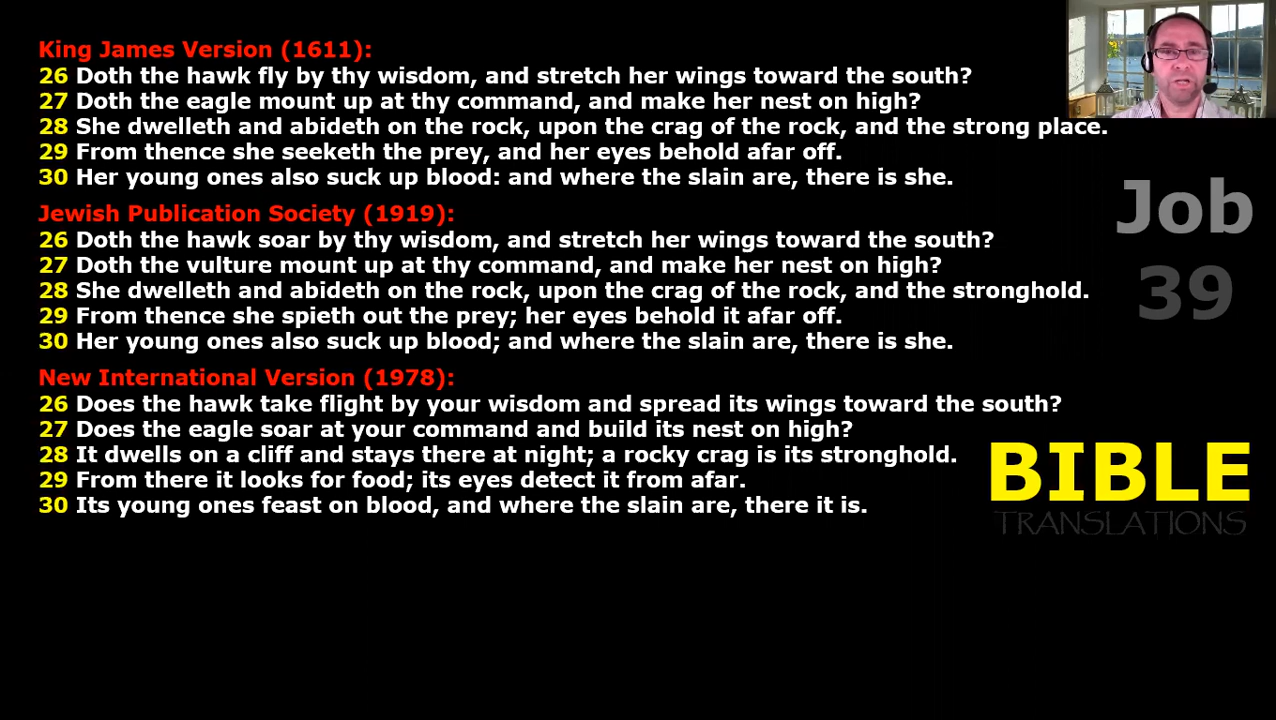 King James Version (1611):
26 Doth the hawk fly by thy wisdom, and stretch her wings toward the south?
27 Doth the eagle mount up at thy command, and make her nest on high?
28 She dwelleth and abideth on the rock, upon the crag of the rock, and the strong place.
29 From thence she seeketh the prey, and her eyes behold afar off.
30 Her young ones also suck up blood: and where the slain are, there is she.
Jewish Publication Society (1919):
26 Doth the hawk soar by thy wisdom, and stretch her wings toward the south?
27 Doth the vulture mount up at thy command, and make her nest on high?
28 She dwelleth and abideth on the rock, upon the crag of the rock, and the stronghold.
29 From thence she spieth out the prey; her eyes behold it afar off.
30 Her young ones also suck up blood; and where the slain are, there is she.
New International Version (1978):
26 Does the hawk take flight by your wisdom and spread its wings toward the south?
27 Does the eagle soar at your command and build its nest on high?
28 It dwells on a cliff and stays there at night; a rocky crag is its stronghold.
29 From there it looks for food; its eyes detect it from afar.
30 Its young ones feast on blood, and where the slain are, there it is.
Job
39
BIBLE
TRANSLATIONS